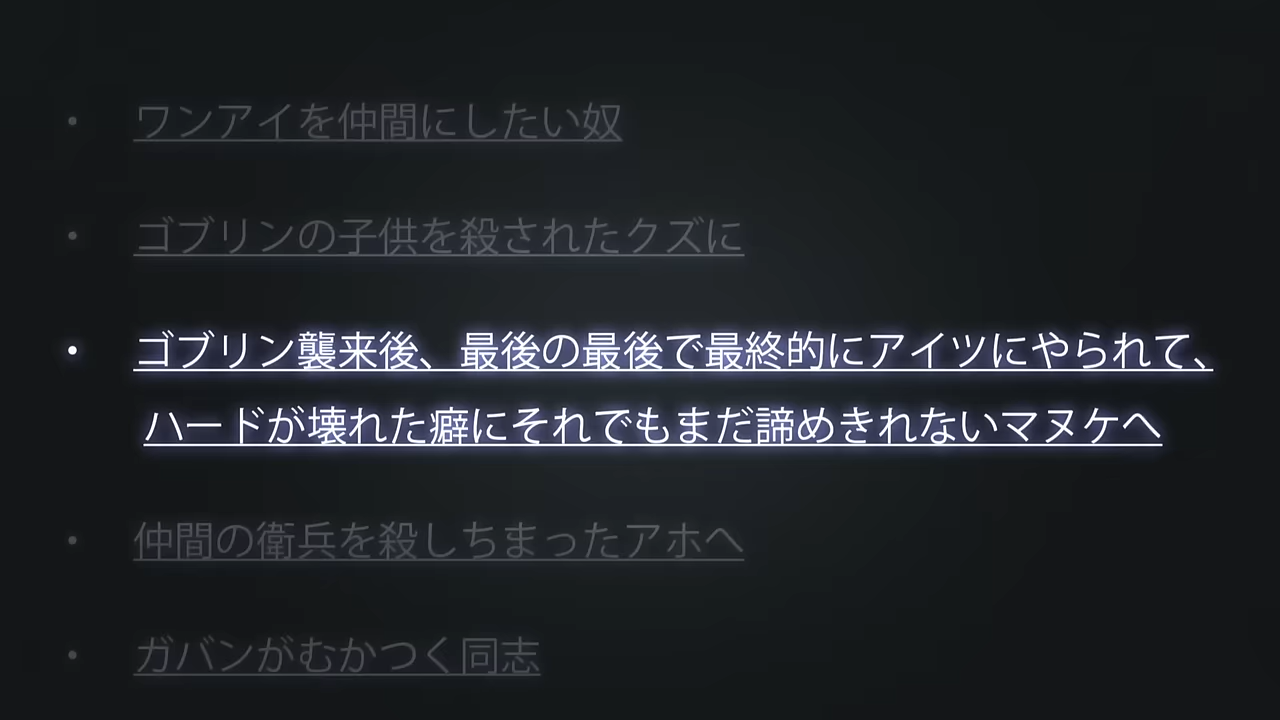 ・ ワンアイを仲間にしたい奴
・ ゴブリンの子供を殺されたクズに
・ ゴブリン襲来後、最後の最後で最終的にアイツにやられて、
ハードが壊れた癖にそれでもまだ諦めきれないマヌケへ
・ 仲間の衛兵を殺しちまったアホへ
・ ガバンがむかつく同志